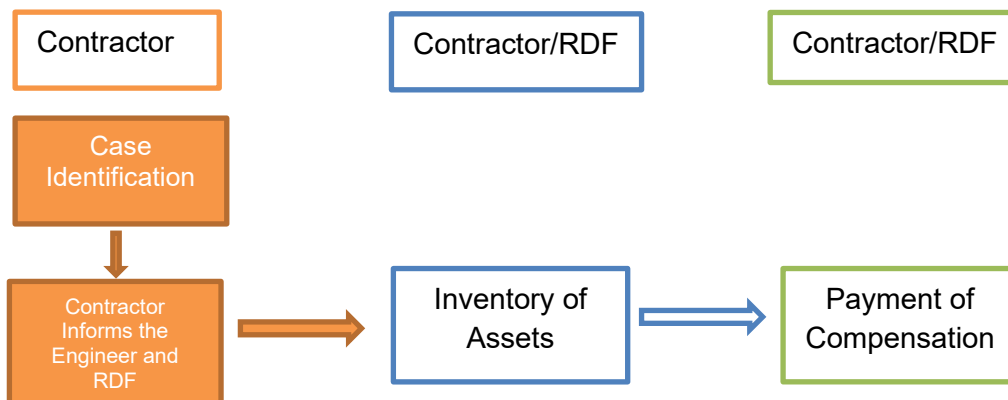 Contractor
Contractor/RDF
Contractor/RDF
Case
Identification
Contractor
Informs the
Engineer and
RDF
Inventory of
Assets
Payment of
Compensation